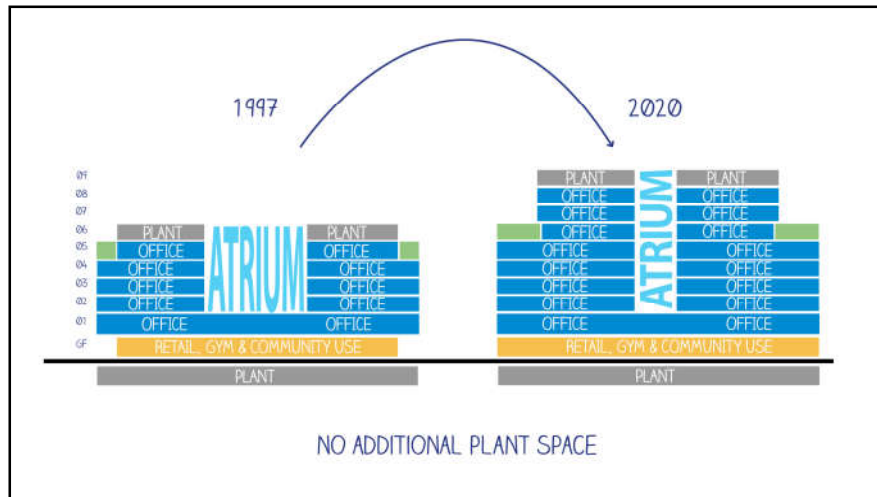 1997
2020
09 PLANT PLANT
08 OFFICE OFFICE
07 OFFICE OFFICE
06 PLANT PLANT OFFICE OFFICE
05 OFFICE OFFICE OFFICE OFFICE
04 OFFICE OFFICE OFFICE OFFICE
03 OFFICE OFFICE OFFICE OFFICE
02 OFFICE OFFICE OFFICE OFFICE
ATRIUM
ATRIUM
01 OFFICE OFFICE OFFICE OFFICE
GF RETAIL, GYM & COMMUNITY USE RETAIL, GYM & COMMUNITY USE
PLANT PLANT
NO ADDITIONAL PLANT SPACE